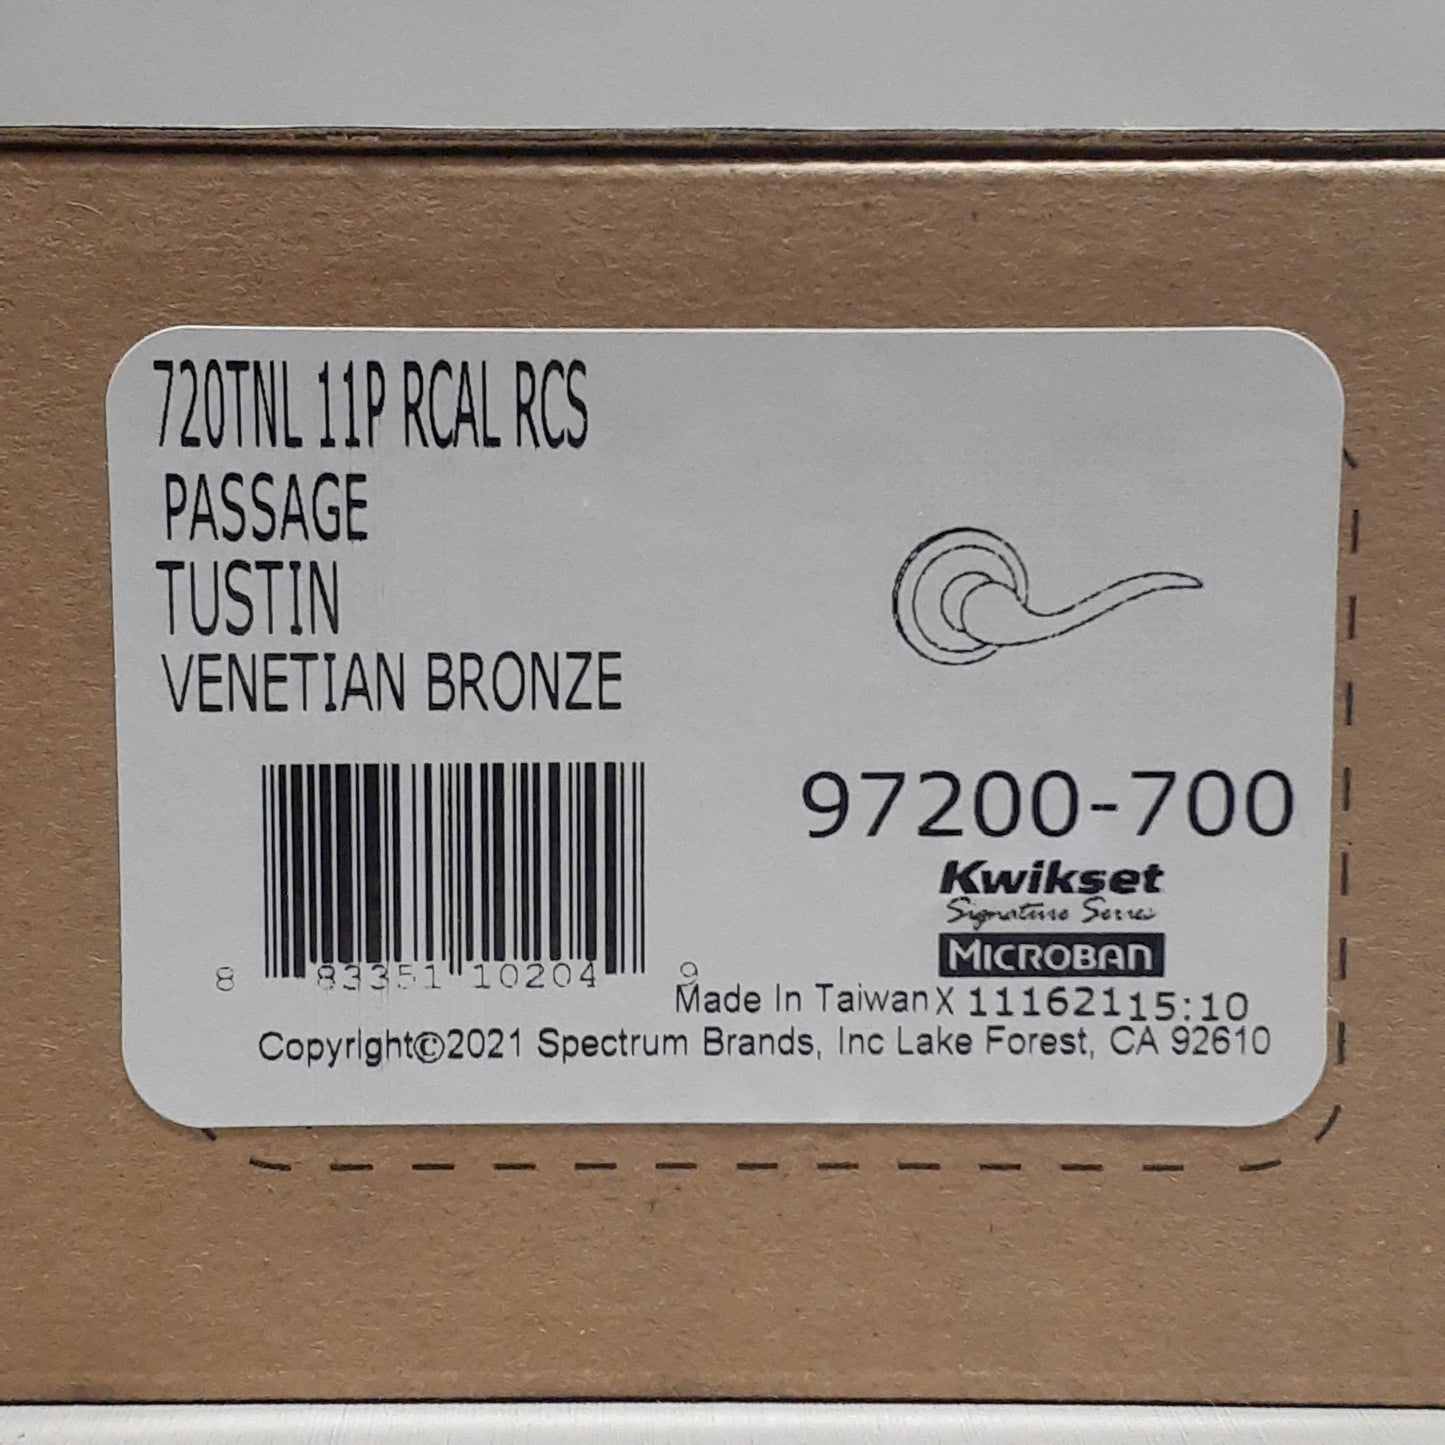 720TNL 11P RCAL RCS
PASSAGE
TUSTIN
VENETIAN BRONZE
97200-700
Kwikset
Signature Series
MICROBAN
8 83351 10204 9
Made In Taiwan X 11162115:10
Copyright©2021 Spectrum Brands, Inc Lake Forest, CA 92610